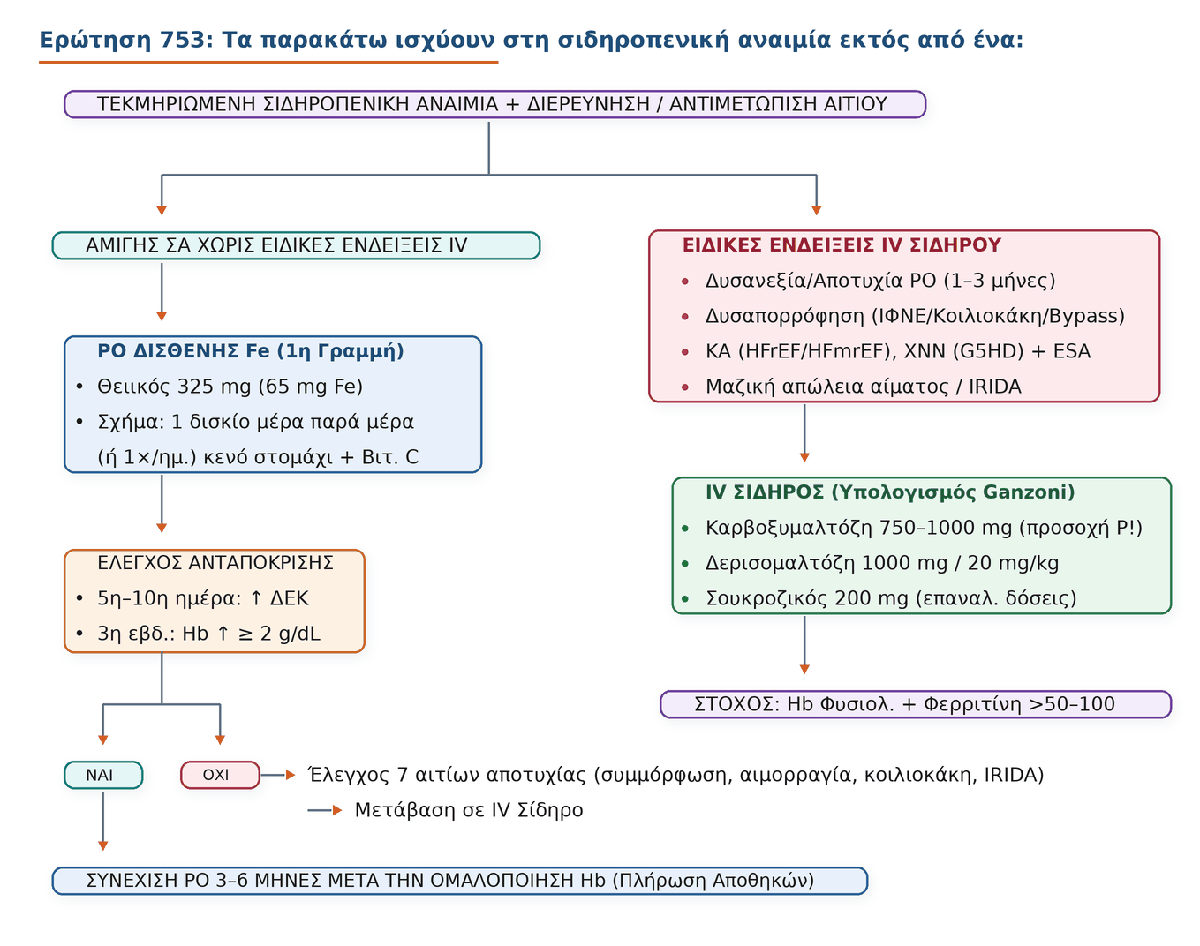 Ερώτηση 753: Τα παρακάτω ισχύουν στη σιδηροπενική αναιμία εκτός από ένα:
ΤΕΚΜΗΡΙΩΜΕΝΗ ΣΙΔΗΡΟΠΕΝΙΚΗ ΑΝΑΙΜΙΑ + ΔΙΕΡΕΥΝΗΣΗ / ΑΝΤΙΜΕΤΩΠΙΣΗ ΑΙΤΙΟΥ
ΑΜΙΓΗΣ ΣΑ ΧΩΡΙΣ ΕΙΔΙΚΕΣ ΕΝΔΕΙΞΕΙΣ IV
PO ΔΙΣΘΕΝΗΣ Fe (1η Γραμμή)
• Θειικός 325 mg (65 mg Fe)
• Σχήμα: 1 δισκίο μέρα παρά μέρα
(ή 1×/ημ.) κενό στομάχι + Βιτ. C
ΕΛΕΓΧΟΣ ΑΝΤΑΠΟΚΡΙΣΗΣ
• 5η–10η ημέρα: ↑ ΔΕΚ
• 3η εβδ.: Hb ↑ ≥ 2 g/dL
ΕΙΔΙΚΕΣ ΕΝΔΕΙΞΕΙΣ IV ΣΙΔΗΡΟΥ
• Δυσανεξία/Αποτυχία PO (1–3 μήνες)
• Δυσαπορρόφηση (ΙΦΝΕ/Κοιλιοκάκη/Bypass)
• ΚΑ (HFrEF/HFmrEF), ΧΝΝ (G5HD) + ESA
• Μαζική απώλεια αίματος / IRIDA
IV ΣΙΔΗΡΟΣ (Υπολογισμός Ganzoni)
• Καρβοξυμαλτόζη 750–1000 mg (προσοχή P!)
• Δερισομαλτόζη 1000 mg / 20 mg/kg
• Σουκροζικός 200 mg (επαναλ. δόσεις)
ΣΤΟΧΟΣ: Hb Φυσιολ. + Φερριτίνη >50–100
ΝΑΙ
ΟΧΙ
Έλεγχος 7 αιτίων αποτυχίας (συμμόρφωση, αιμορραγία, κοιλιοκάκη, IRIDA)
Μετάβαση σε IV Σίδηρο
ΣΥΝΕΧΙΣΗ PO 3–6 ΜΗΝΕΣ ΜΕΤΑ ΤΗΝ ΟΜΑΛΟΠΟΙΗΣΗ Hb (Πλήρωση Αποθηκών)